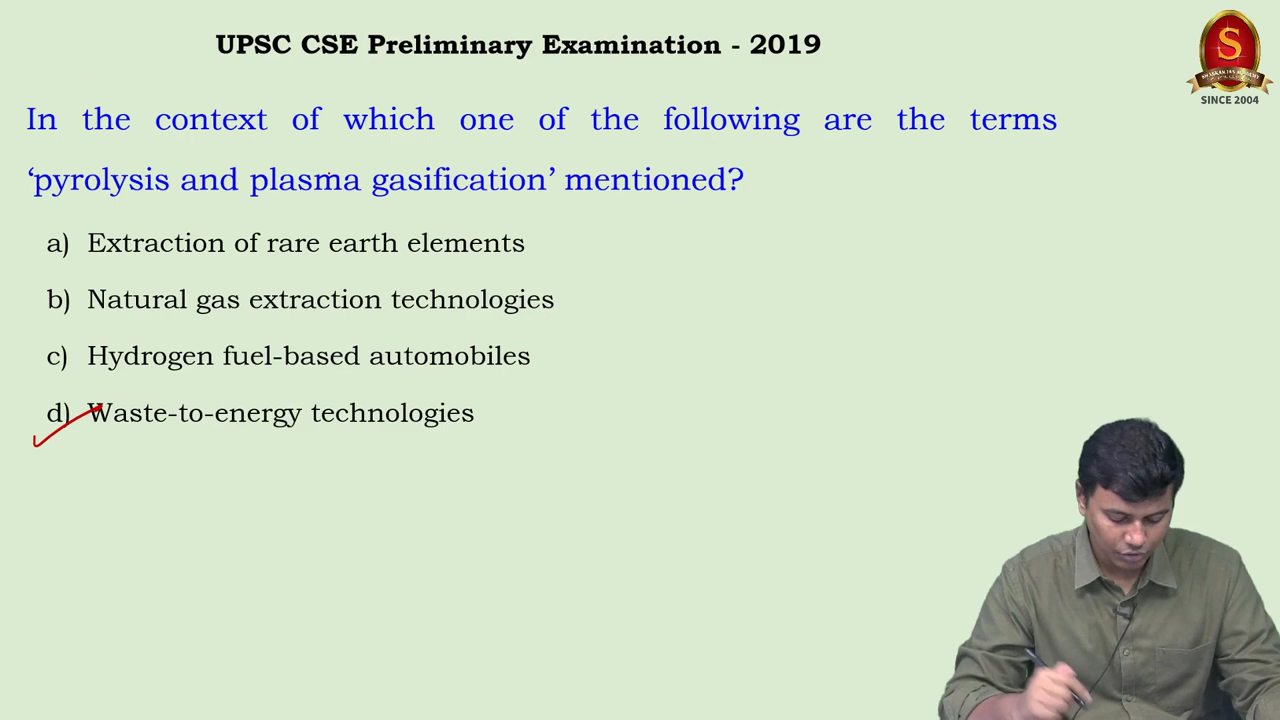 UPSC CSE Preliminary Examination - 2019
S
SINCE 2004
In the context of which one of the following are the terms
‘pyrolysis and plasma gasification’ mentioned?
a) Extraction of rare earth elements
b) Natural gas extraction technologies
c) Hydrogen fuel-based automobiles
d) Waste-to-energy technologies